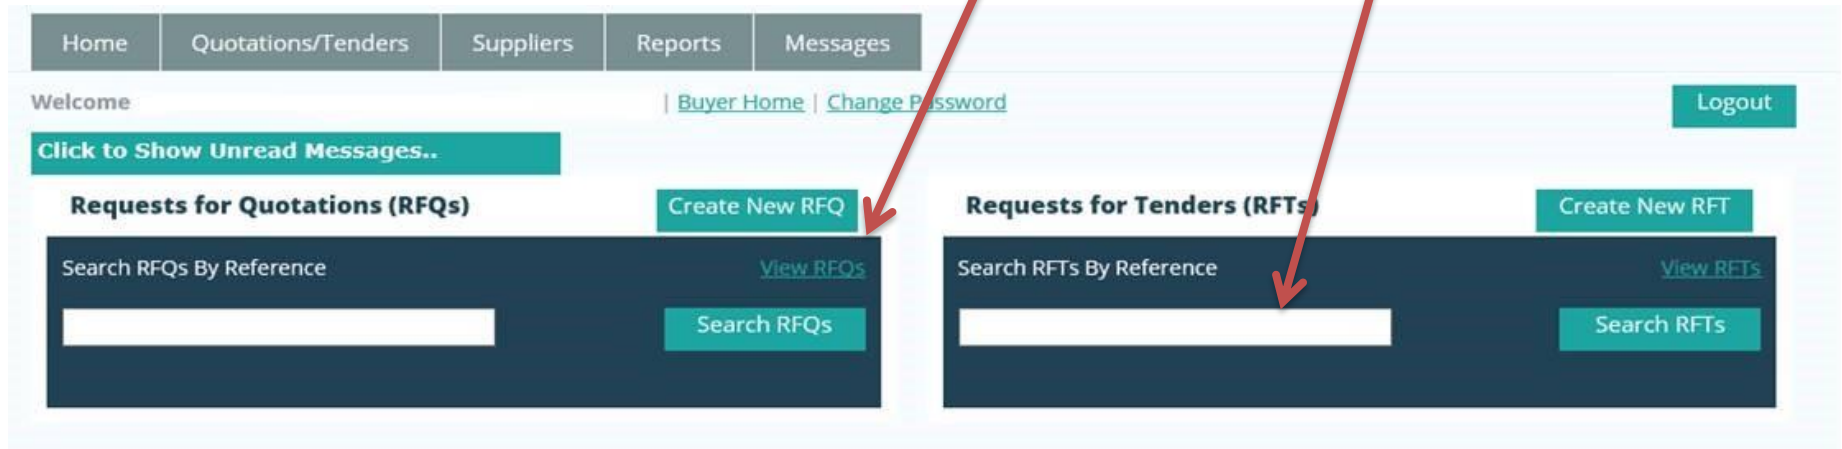 Home Quotations/Tenders Suppliers Reports Messages
Welcome | Buyer Home | Change Password Logout
Click to Show Unread Messages..
Requests for Quotations (RFQs) Create New RFQ
Search RFQs By Reference View RFQs
Search RFQs
Requests for Tenders (RFTs) Create New RFT
Search RFTs By Reference View RFTs
Search RFTs